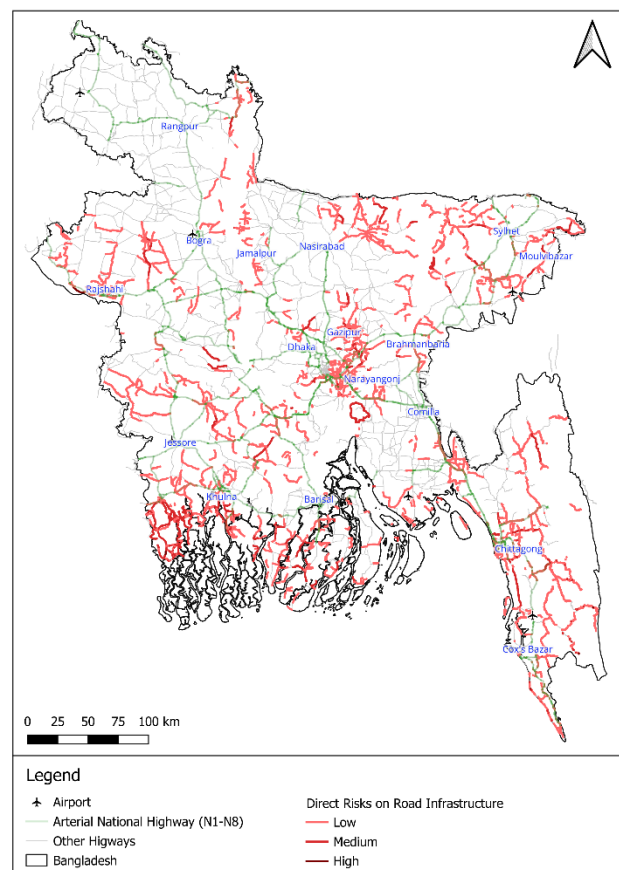 Rangpur
Bogra
Jamalpur
Nasirabad
Sylhet
Moulvibazar
Rajshahi
Gazipur
Dhaka
Brahmanbaria
Narayangonj
Comilla
Jessore
Khulna
Barisal
Chittagong
Cox's Bazar
0 25 50 75 100 km
Legend
Airport
Arterial National Highway (N1-N8)
Other Higways
Bangladesh
Direct Risks on Road Infrastructure
Low
Medium
High